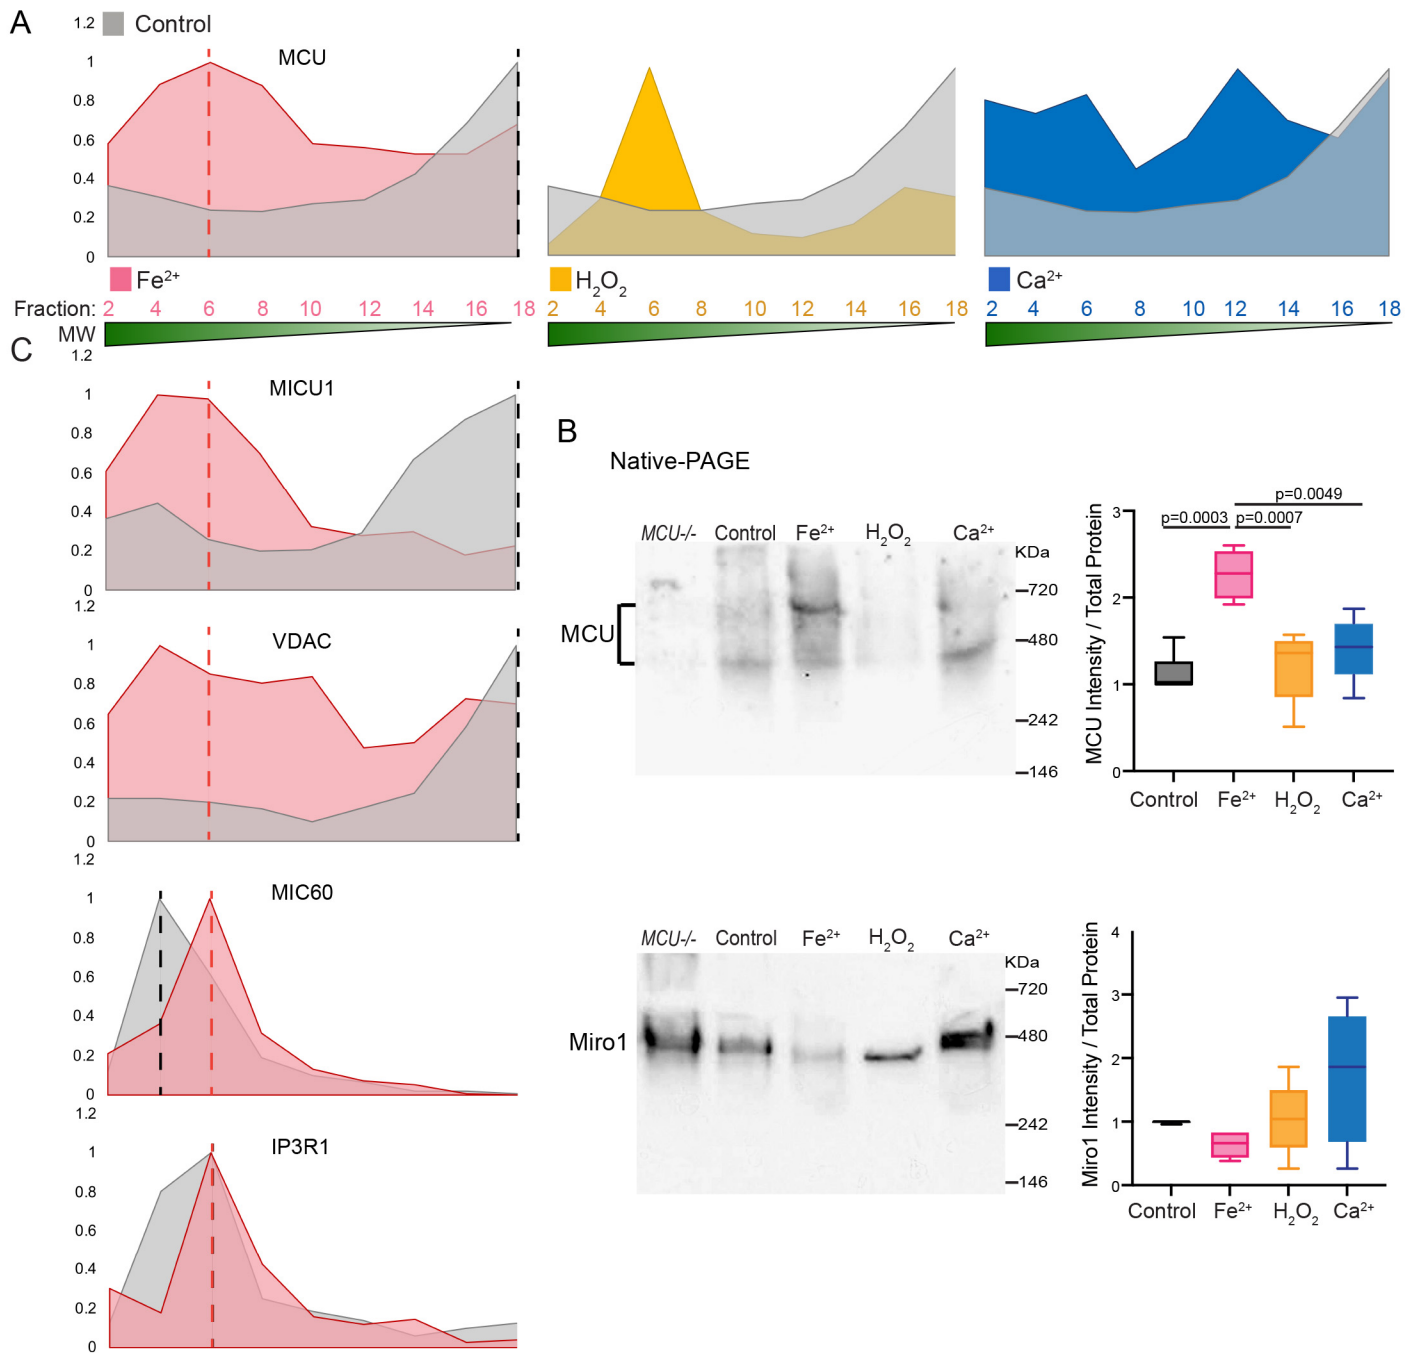 A
1.2
Control
MCU
1
0.8
0.6
0.4
0.2
0
Fe²⁺
H₂O₂
Ca²⁺
Fraction: 2 4 6 8 10 12 14 16 18
2 4 6 8 10 12 14 16 18
2 4 6 8 10 12 14 16 18
MW
C
1.2
MICU1
1
0.8
0.6
0.4
0.2
0
1.2
VDAC
1
0.8
0.6
0.4
0.2
0
1.2
MIC60
1
0.8
0.6
0.4
0.2
0
1.2
IP3R1
1
0.8
0.6
0.4
0.2
0
B
Native-PAGE
MCU-/- Control Fe²⁺ H₂O₂ Ca²⁺
KDa
720
480
242
146
MCU
MCU Intensity / Total Protein
3
2
1
0
p=0.0049
p=0.0003 p=0.0007
Control Fe²⁺ H₂O₂ Ca²⁺
MCU-/- Control Fe²⁺ H₂O₂ Ca²⁺
KDa
720
480
242
146
Miro1
Miro1 Intensity / Total Protein
4
3
2
1
0
Control Fe²⁺ H₂O₂ Ca²⁺